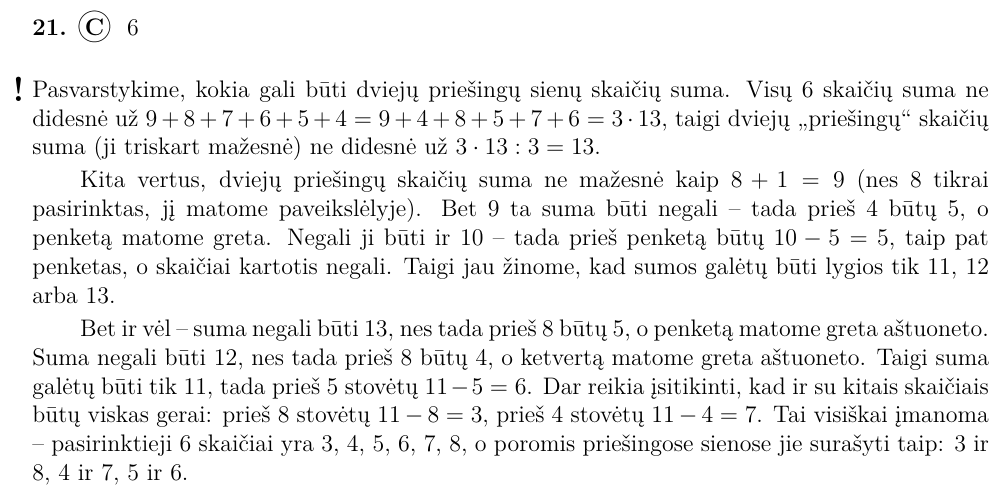 21. Ⓒ 6
! Pasvarstykime, kokia gali būti dviejų priešingų sienų skaičių suma. Visų 6 skaičių suma ne
didesnė už 9 + 8 + 7 + 6 + 5 + 4 = 9 + 4 + 8 + 5 + 7 + 6 = 3 · 13, taigi dviejų „priešingų“ skaičių
suma (ji triskart mažesnė) ne didesnė už 3 · 13 : 3 = 13.
Kita vertus, dviejų priešingų skaičių suma ne mažesnė kaip 8 + 1 = 9 (nes 8 tikrai
pasirinktas, jį matome paveikslėlyje). Bet 9 ta suma būti negali – tada prieš 4 būtų 5, o
penketą matome greta. Negali ji būti ir 10 – tada prieš penketą būtų 10 − 5 = 5, taip pat
penketas, o skaičiai kartotis negali. Taigi jau žinome, kad sumos galėtų būti lygios tik 11, 12
arba 13.
Bet ir vėl – suma negali būti 13, nes tada prieš 8 būtų 5, o penketą matome greta aštuoneto.
Suma negali būti 12, nes tada prieš 8 būtų 4, o ketvertą matome greta aštuoneto. Taigi suma
galėtų būti tik 11, tada prieš 5 stovėtų 11 − 5 = 6. Dar reikia įsitikinti, kad ir su kitais skaičiais
būtų viskas gerai: prieš 8 stovėtų 11 − 8 = 3, prieš 4 stovėtų 11 − 4 = 7. Tai visiškai įmanoma
– pasirinktieji 6 skaičiai yra 3, 4, 5, 6, 7, 8, o poromis priešingose sienose jie surašyti taip: 3 ir
8, 4 ir 7, 5 ir 6.